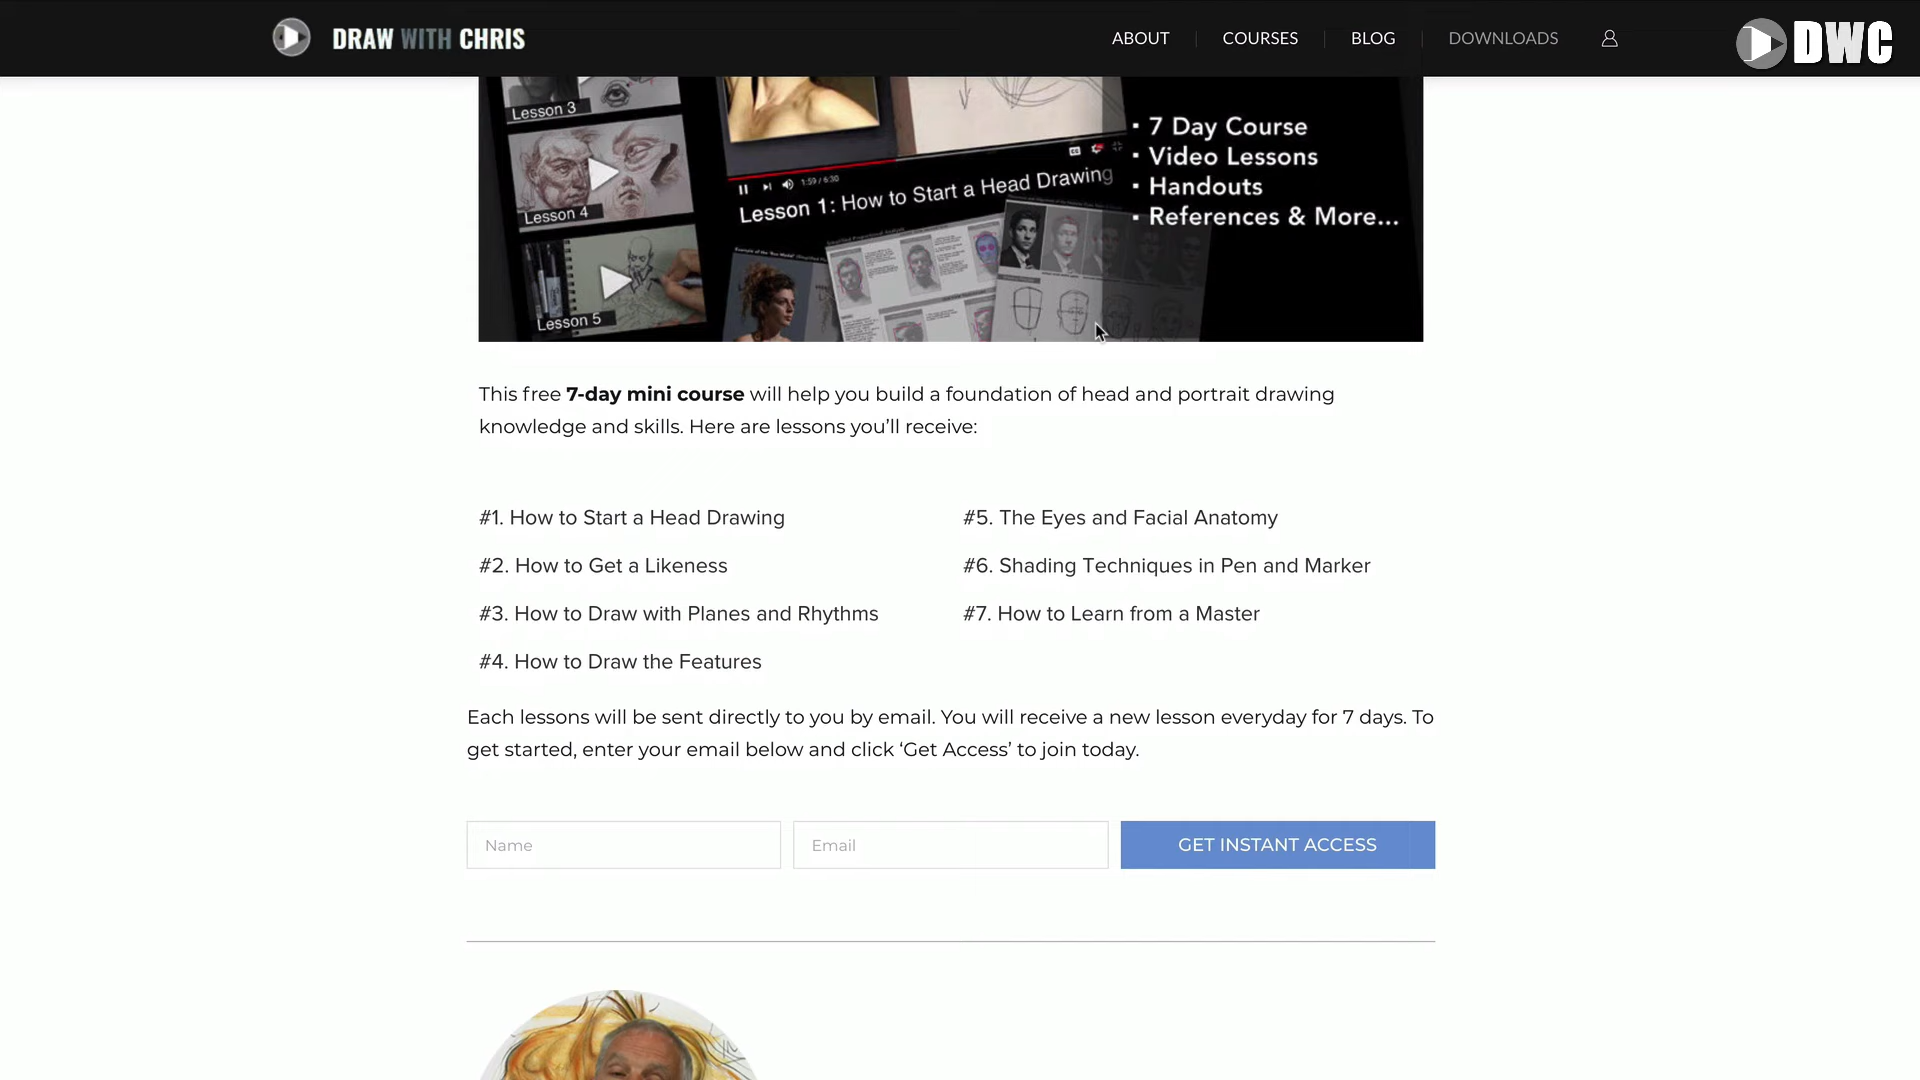 DRAW WITH CHRIS
ABOUT
COURSES
BLOG
DOWNLOADS
DWC
Lesson 3
Lesson 4
Lesson 5
1:59 / 6:30
Lesson 1: How to Start a Head Drawing
▪ 7 Day Course
▪ Video Lessons
▪ Handouts
▪ References & More...
This free 7-day mini course will help you build a foundation of head and portrait drawing
knowledge and skills. Here are lessons you’ll receive:
#1. How to Start a Head Drawing
#2. How to Get a Likeness
#3. How to Draw with Planes and Rhythms
#4. How to Draw the Features
#5. The Eyes and Facial Anatomy
#6. Shading Techniques in Pen and Marker
#7. How to Learn from a Master
Each lessons will be sent directly to you by email. You will receive a new lesson everyday for 7 days. To
get started, enter your email below and click ‘Get Access’ to join today.
Name
Email
GET INSTANT ACCESS